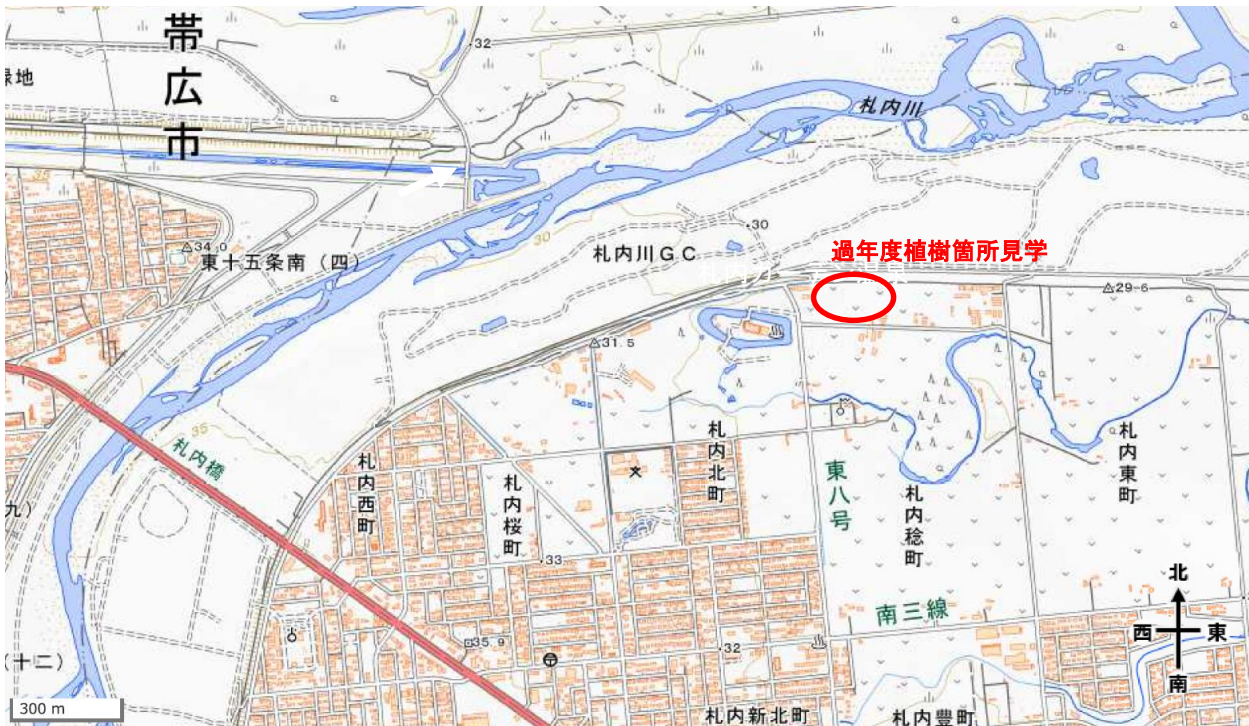 帯広市
32
緑地
札内川
34.0
東十五条南(四)
30
30
札内川GC
過年度植樹箇所見学
29.6
31.5
35
札内橋
札内西町
札内桜町
札内北町
東八号
札内稔町
札内東町
九)
33
南三線
北
西
東
南
(十二)
35.9
32
300 m
札内新北町
札内豊町